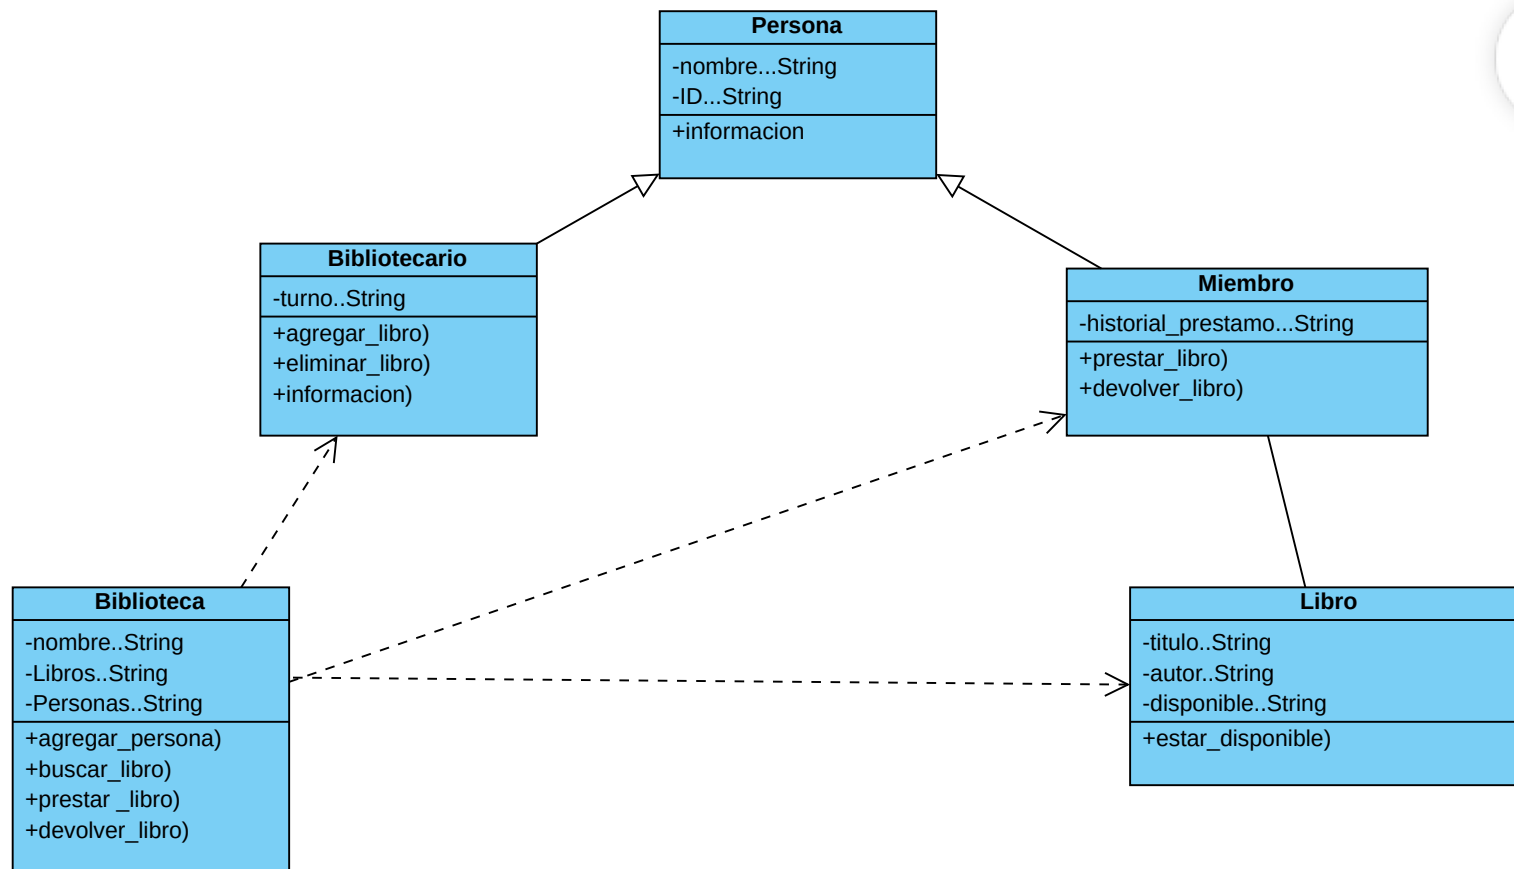 Persona
-nombre...String
-ID...String
+informacion
Bibliotecario
-turno..String
+agregar_libro)
+eliminar_libro)
+informacion)
Miembro
-historial_prestamo...String
+prestar_libro)
+devolver_libro)
Biblioteca
-nombre..String
-Libros..String
-Personas..String
+agregar_persona)
+buscar_libro)
+prestar _libro)
+devolver_libro)
Libro
-titulo..String
-autor..String
-disponible..String
+estar_disponible)